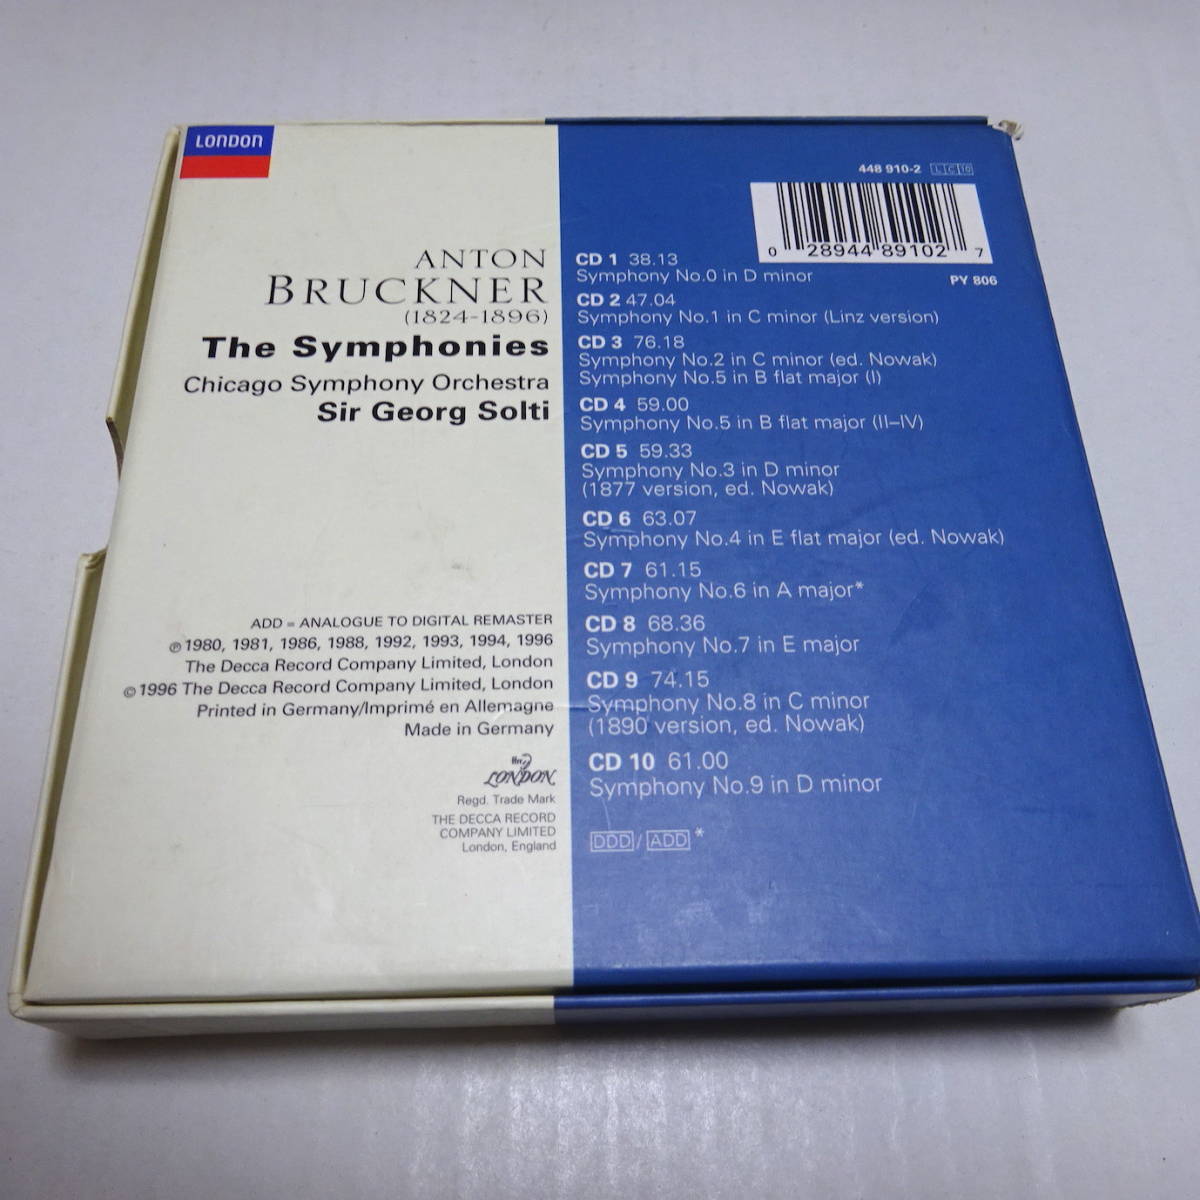 LONDON
ANTON
BRUCKNER
(1824-1896)
The Symphonies
Chicago Symphony Orchestra
Sir Georg Solti
ADD = ANALOGUE TO DIGITAL REMASTER
℗ 1980, 1981, 1986, 1988, 1992, 1993, 1994, 1996
The Decca Record Company Limited, London
© 1996 The Decca Record Company Limited, London
Printed in Germany/Imprimé en Allemagne
Made in Germany
ffrr
LONDON
Regd. Trade Mark
THE DECCA RECORD
COMPANY LIMITED
London, England
448 910-2 LC 10
0 28944 89102 7
PY 806
CD 1 38.13
Symphony No.0 in D minor
CD 2 47.04
Symphony No.1 in C minor (Linz version)
CD 3 76.18
Symphony No.2 in C minor (ed. Nowak)
Symphony No.5 in B flat major (I)
CD 4 59.00
Symphony No.5 in B flat major (II–IV)
CD 5 59.33
Symphony No.3 in D minor
(1877 version, ed. Nowak)
CD 6 63.07
Symphony No.4 in E flat major (ed. Nowak)
CD 7 61.15
Symphony No.6 in A major*
CD 8 68.36
Symphony No.7 in E major
CD 9 74.15
Symphony No.8 in C minor
(1890 version, ed. Nowak)
CD 10 61.00
Symphony No.9 in D minor
DDD / ADD *